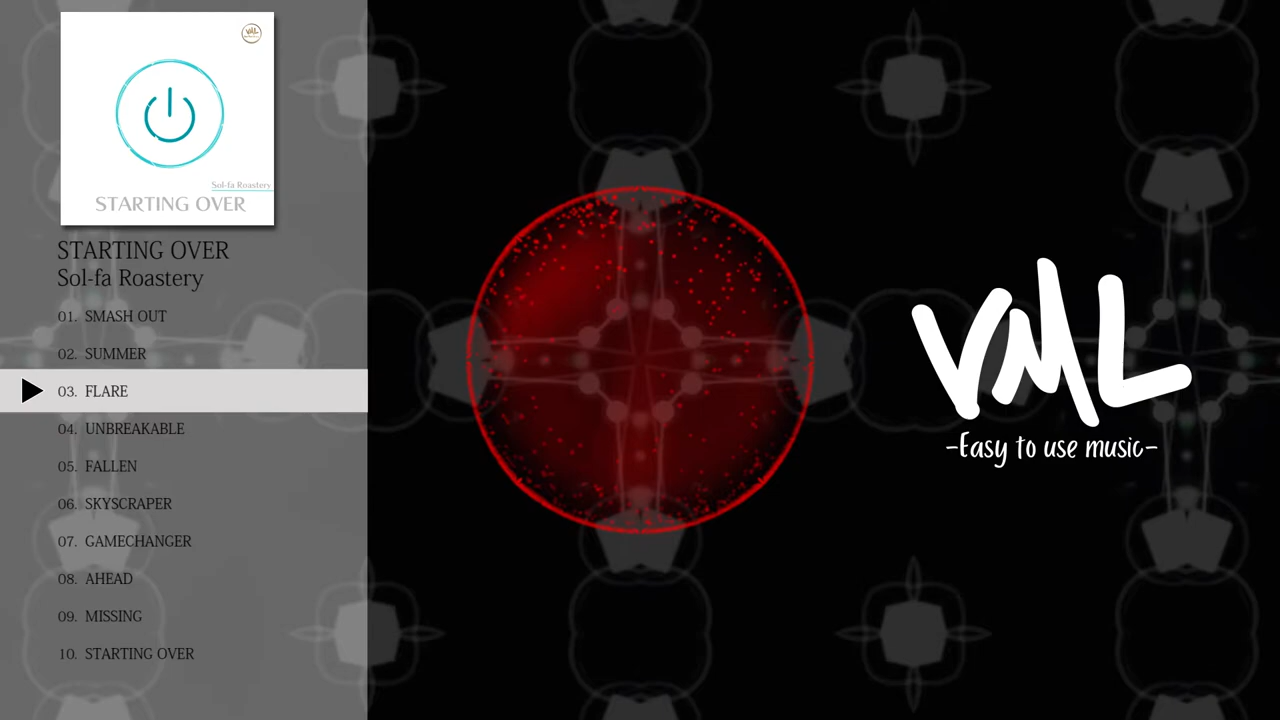 VML
Sol-fa Roastery
STARTING OVER
STARTING OVER
Sol-fa Roastery
01. SMASH OUT
02. SUMMER
03. FLARE
04. UNBREAKABLE
05. FALLEN
06. SKYSCRAPER
07. GAMECHANGER
08. AHEAD
09. MISSING
10. STARTING OVER
VML
-Easy to use music-